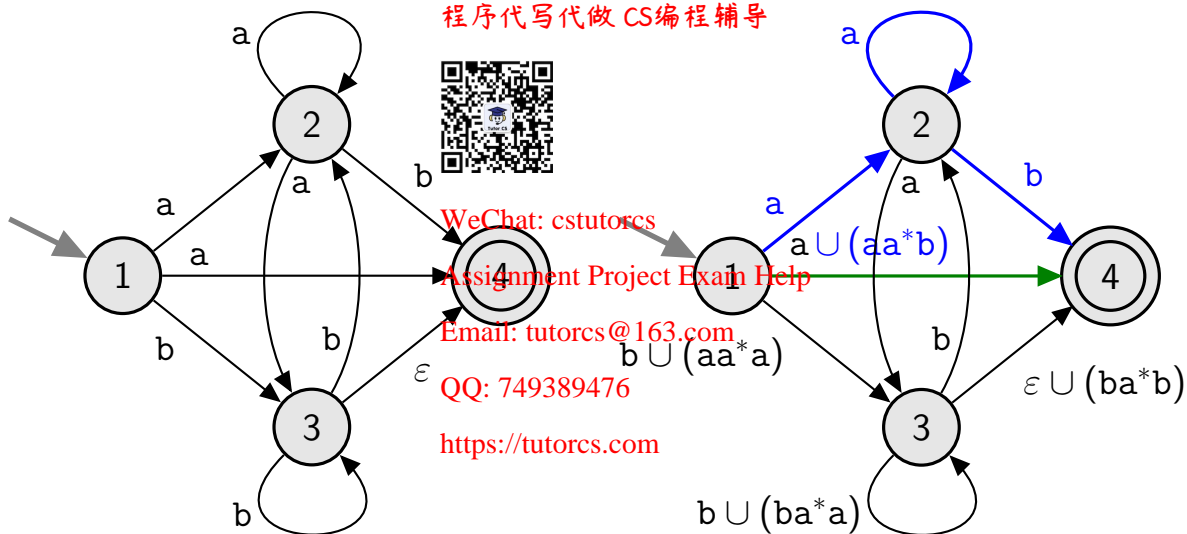 程序代写代做 CS编程辅导
a
a
2
2
Tutor CS
a
b
a
b
a
a
WeChat: cstutorcs
a
a ∪ (aa*b)
1
4
1
4
Assignment Project Exam Help
b
b
Email: tutorcs@163.com
b
b ∪ (aa*a)
ε
ε ∪ (ba*b)
QQ: 749389476
3
3
https://tutorcs.com
b
b ∪ (ba*a)